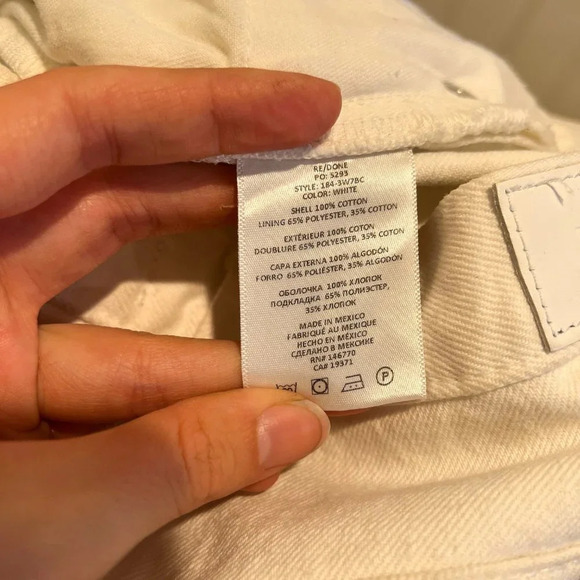 RE/DONE
PO: 5293
STYLE: 184-3W7BC
COLOR: WHITE
SHELL 100% COTTON
LINING 65% POLYESTER, 35% COTTON
EXTÉRIEUR 100% COTON
DOUBLURE 65% POLYESTER, 35% COTON
CAPA EXTERNA 100% ALGODÓN
FORRO 65% POLIÉSTER, 35% ALGODÓN
ОБОЛОЧКА 100% ХЛОПОК
ПОДКЛАДКА 65% ПОЛИЭСТЕР,
35% ХЛОПОК
MADE IN MEXICO
FABRIQUÉ AU MEXIQUE
HECHO EN MÉXICO
СДЕЛАНО В МЕКСИКЕ
RN# 146770
CA# 19371
P